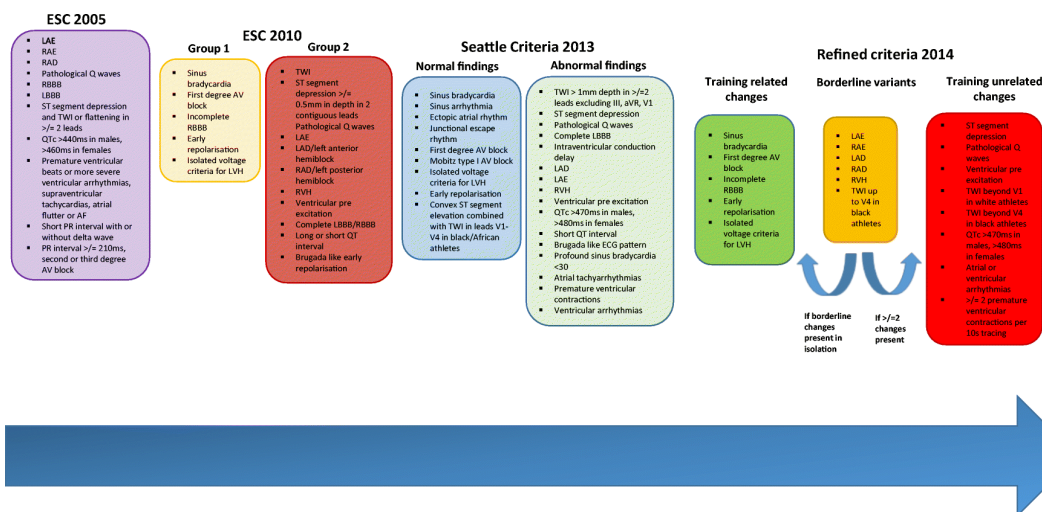 ESC 2005
LAE
RAE
RAD
Pathological Q waves
RBBB
LBBB
ST segment depression
and TWI or flattening in
>/= 2 leads
QTc >440ms in males,
>460ms in females
Premature ventricular
beats or more severe
ventricular arrhythmias,
supraventricular
tachycardias, atrial
flutter or AF
Short PR interval with or
without delta wave
PR interval >/= 210ms,
second or third degree
AV block
ESC 2010
Group 1
Sinus
bradycardia
First degree AV
block
Incomplete
RBBB
Early
repolarisation
Isolated voltage
criteria for LVH
Group 2
TWI
ST segment
depression >/=
0.5mm in depth in 2
contiguous leads
Pathological Q waves
LAE
LAD/left anterior
hemiblock
RAD/left posterior
hemiblock
RVH
Ventricular pre
excitation
Complete LBBB/RBBB
Long or short QT
interval
Brugada like early
repolarisation
Seattle Criteria 2013
Normal findings
Sinus bradycardia
Sinus arrhythmia
Ectopic atrial rhythm
Junctional escape
rhythm
First degree AV block
Mobitz type I AV block
Isolated voltage
criteria for LVH
Early repolarisation
Convex ST segment
elevation combined
with TWI in leads V1-
V4 in black/African
athletes
Abnormal findings
TWI > 1mm depth in >/=2
leads excluding III, aVR, V1
ST segment depression
Pathological Q waves
Complete LBBB
Intraventricular conduction
delay
LAD
LAE
RVH
Ventricular pre excitation
QTc >470ms in males,
>480ms in females
Short QT interval
Brugada like ECG pattern
Profound sinus bradycardia
<30
Atrial tachyarrhythmias
Premature ventricular
contractions
Ventricular arrhythmias
Refined criteria 2014
Training related
changes
Sinus
bradycardia
First degree AV
block
Incomplete
RBBB
Early
repolarisation
Isolated
voltage criteria
for LVH
Borderline variants
LAE
RAE
LAD
RAD
RVH
TWI up
to V4 in
black
athletes
If borderline
changes
present in
isolation
If >/=2
changes
present
Training unrelated
changes
ST segment
depression
Pathological Q
waves
Ventricular pre
excitation
TWI beyond V1
in white athletes
TWI beyond V4
in black athletes
QTc >470ms in
males, >480ms
in females
Atrial or
ventricular
arrhythmias
>/= 2 premature
ventricular
contractions per
10s tracing